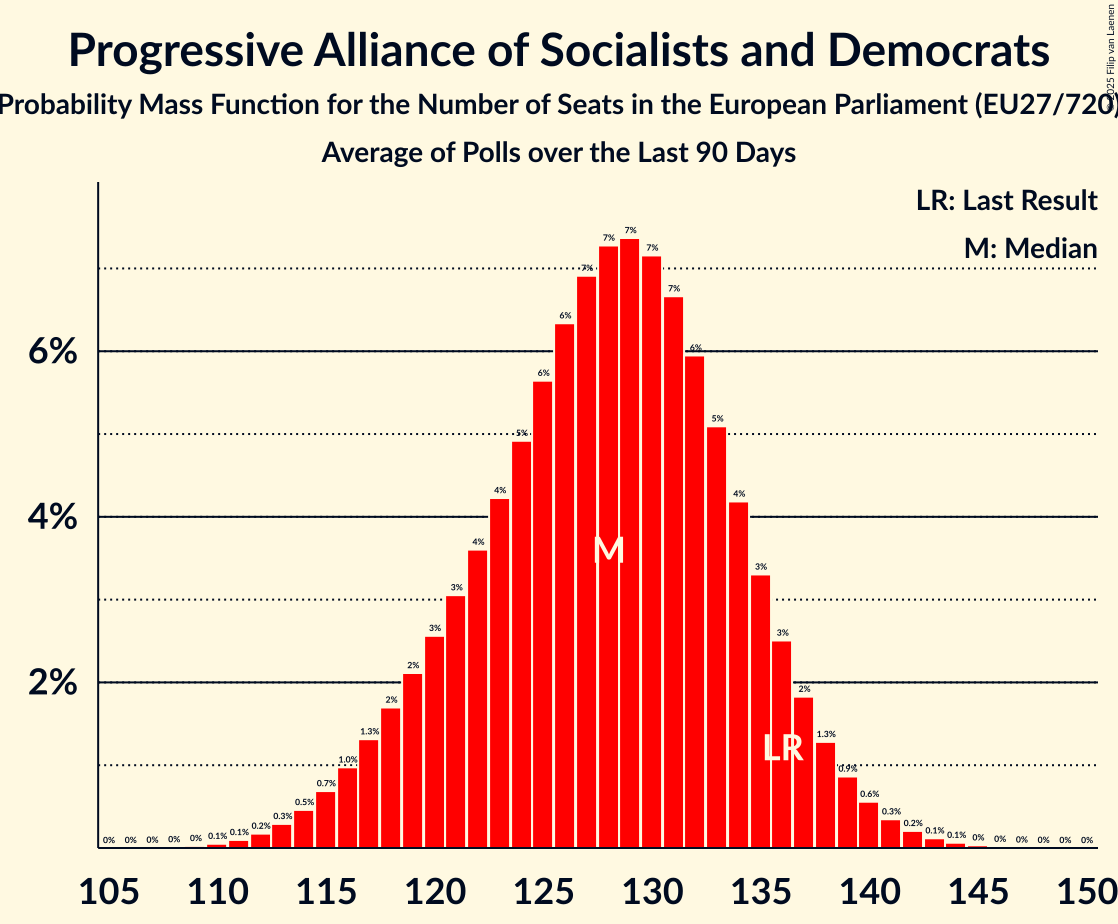 Progressive Alliance of Socialists and Democrats
Probability Mass Function for the Number of Seats in the European Parliament (EU27/720)
Average of Polls over the Last 90 Days
©2025 Filip van Laenen
LR: Last Result
M: Median
6%
4%
2%
0% 0% 0% 0% 0% 0.1% 0.1% 0.2% 0.3% 0.5% 0.7% 1.0% 1.3% 2% 2% 3% 3% 4% 4% 5% 6% 6% 7% 7% 7% 7% 7% 6% 5% 4% 3% 3% 2% 1.3% 0.9% 0.6% 0.3% 0.2% 0.1% 0.1% 0% 0% 0% 0% 0% 0%
M
LR
105 110 115 120 125 130 135 140 145 150